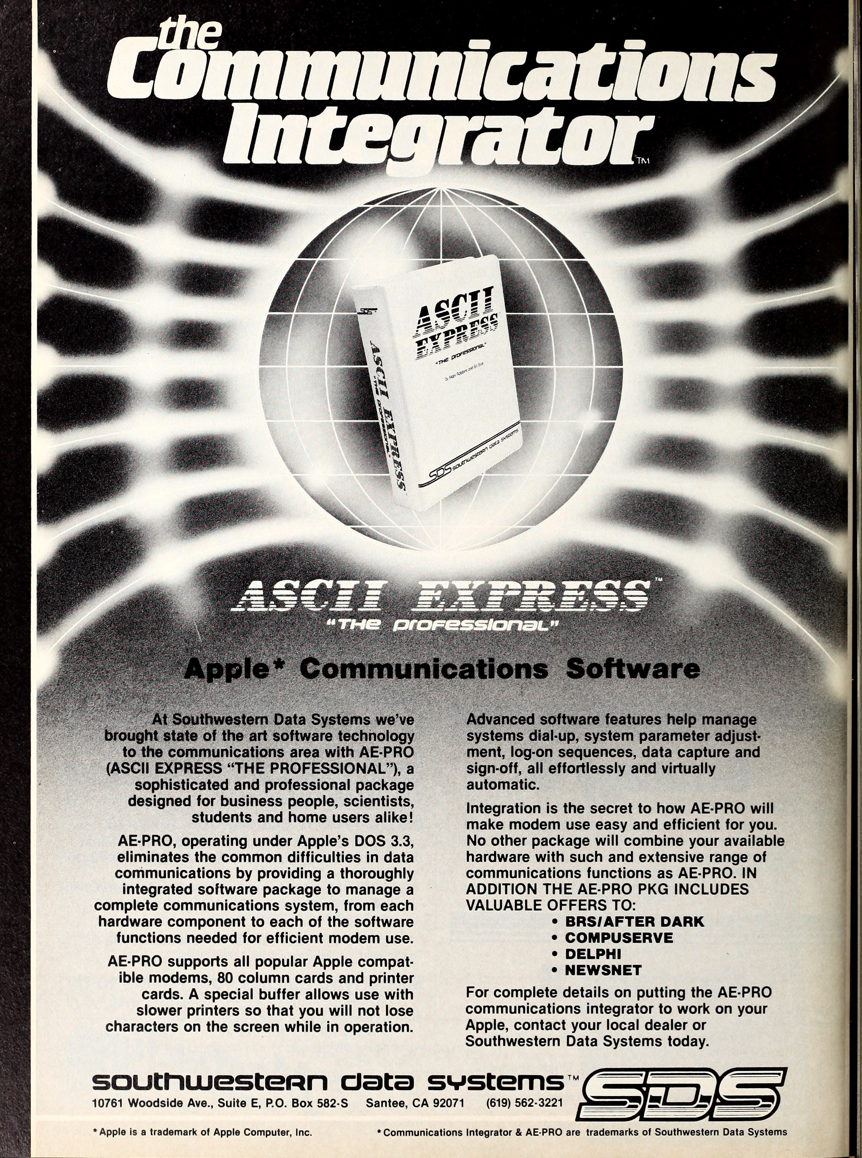 the
Communications
Integrator™
SDS
ASCII
EXPRESS
"THE professional"
ASCII EXPRESS
"THE professional"
SDS southwestern data systems
ASCII EXPRESS™
"THE professional"
Apple* Communications Software
At Southwestern Data Systems we've
brought state of the art software technology
to the communications area with AE-PRO
(ASCII EXPRESS "THE PROFESSIONAL"), a
sophisticated and professional package
designed for business people, scientists,
students and home users alike!
AE-PRO, operating under Apple's DOS 3.3,
eliminates the common difficulties in data
communications by providing a thoroughly
integrated software package to manage a
complete communications system, from each
hardware component to each of the software
functions needed for efficient modem use.
AE-PRO supports all popular Apple compat-
ible modems, 80 column cards and printer
cards. A special buffer allows use with
slower printers so that you will not lose
characters on the screen while in operation.
Advanced software features help manage
systems dial-up, system parameter adjust-
ment, log-on sequences, data capture and
sign-off, all effortlessly and virtually
automatic.
Integration is the secret to how AE-PRO will
make modem use easy and efficient for you.
No other package will combine your available
hardware with such and extensive range of
communications functions as AE-PRO. IN
ADDITION THE AE-PRO PKG INCLUDES
VALUABLE OFFERS TO:
• BRS/AFTER DARK
• COMPUSERVE
• DELPHI
• NEWSNET
For complete details on putting the AE-PRO
communications integrator to work on your
Apple, contact your local dealer or
Southwestern Data Systems today.
southwestern data systems™ SDS
10761 Woodside Ave., Suite E, P.O. Box 582-S Santee, CA 92071 (619) 562-3221
*Apple is a trademark of Apple Computer, Inc. *Communications Integrator & AE-PRO are trademarks of Southwestern Data Systems